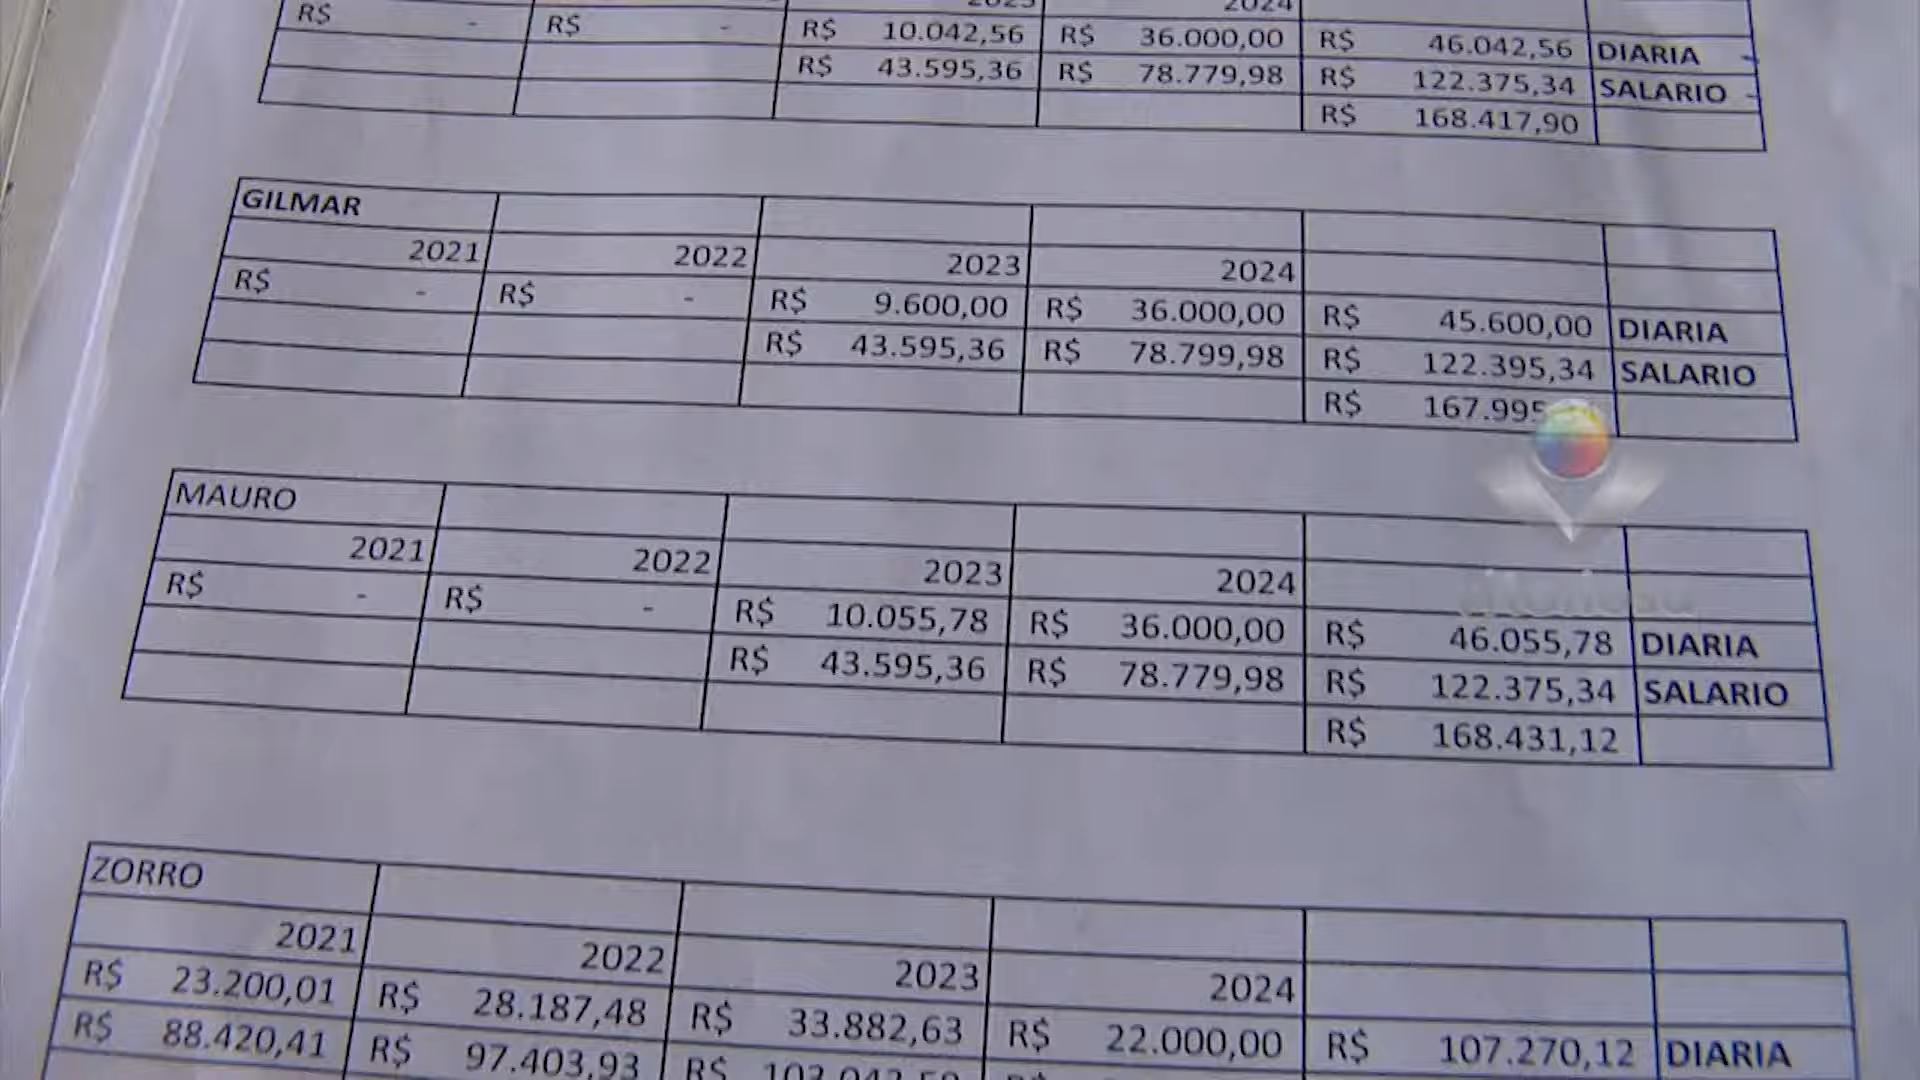 2023 2024
R$ - R$ - R$ 10.042,56 R$ 36.000,00 R$ 46.042,56 DIARIA -
R$ 43.595,36 R$ 78.779,98 R$ 122.375,34 SALARIO -
R$ 168.417,90
GILMAR
2021 2022 2023 2024
R$ - R$ - R$ 9.600,00 R$ 36.000,00 R$ 45.600,00 DIARIA
R$ 43.595,36 R$ 78.799,98 R$ 122.395,34 SALARIO
R$ 167.995
MAURO
2021 2022 2023 2024
R$ - R$ - R$ 10.055,78 R$ 36.000,00 R$ 46.055,78 DIARIA
R$ 43.595,36 R$ 78.779,98 R$ 122.375,34 SALARIO
R$ 168.431,12
ZORRO
2021 2022 2023 2024
R$ 23.200,01 R$ 28.187,48 R$ 33.882,63 R$ 22.000,00 R$ 107.270,12 DIARIA
R$ 88.420,41 R$ 97.403,93 R$ R$